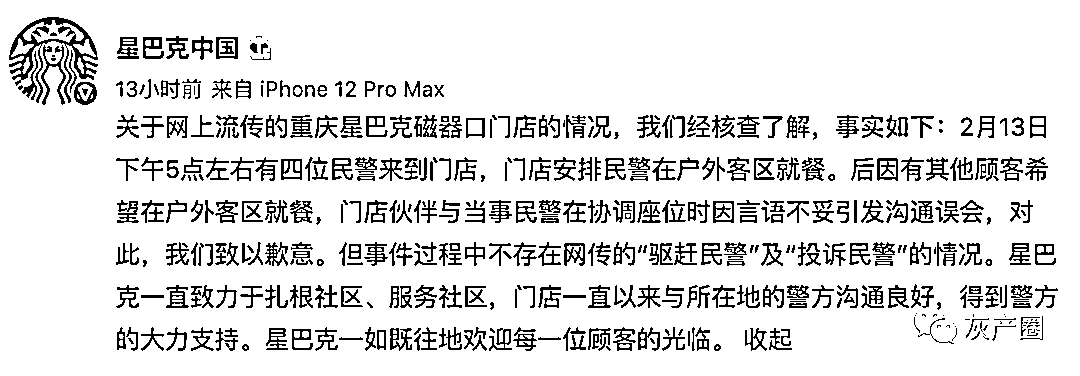 星巴克中国
13小时前 来自 iPhone 12 Pro Max
关于网上流传的重庆星巴克磁器口门店的情况，我们经核查了解，事实如下：2月13日
下午5点左右有四位民警来到门店，门店安排民警在户外客区就餐。后因有其他顾客希
望在户外客区就餐，门店伙伴与当事民警在协调座位时因言语不妥引发沟通误会，对
此，我们致以歉意。但事件过程中不存在网传的“驱赶民警”及“投诉民警”的情况。星巴
克一直致力于扎根社区、服务社区，门店一直以来与所在地的警方沟通良好，得到警方
的大力支持。星巴克一如既往地欢迎每一位顾客的光临。 收起
灰产圈